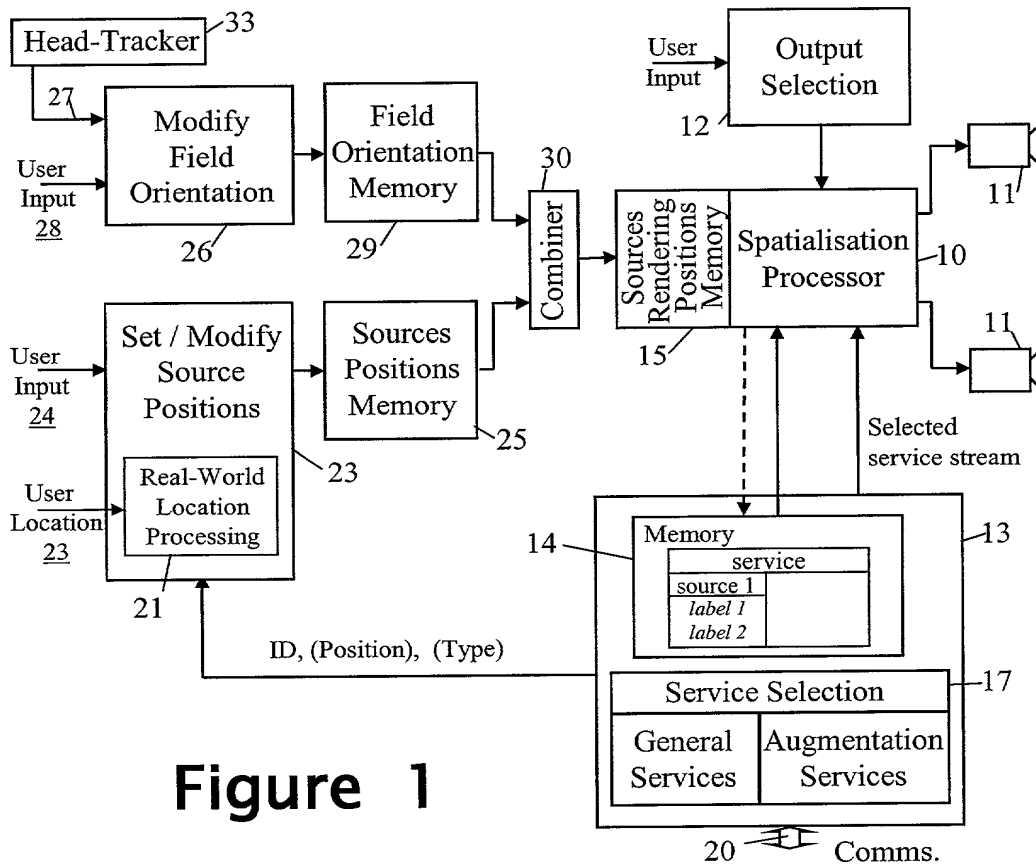 33
Head-Tracker
27
User
Input
28
Modify
Field
Orientation
26
Field
Orientation
Memory
29
User
Input
Output
Selection
12
30
Combiner
Sources
Rendering
Positions
Memory
15
Spatialisation
Processor
10
11
11
User
Input
24
Set / Modify
Source
Positions
Sources
Positions
Memory
25
23
User
Location
23
Real-World
Location
Processing
21
Selected
service stream
13
14
Memory
service
source 1
label 1
label 2
ID, (Position), (Type)
17
Service Selection
General
Services
Augmentation
Services
20
Comms.
Figure 1